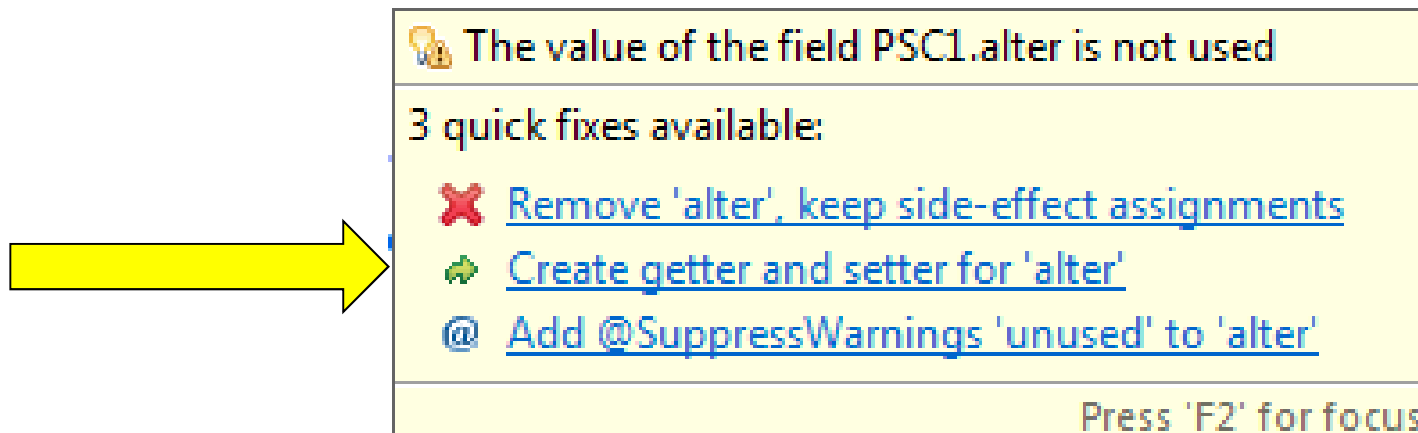 The value of the field PSC1.alter is not used
3 quick fixes available:
Remove 'alter', keep side-effect assignments
Create getter and setter for 'alter'
@ Add @SuppressWarnings 'unused' to 'alter'
Press 'F2' for focus